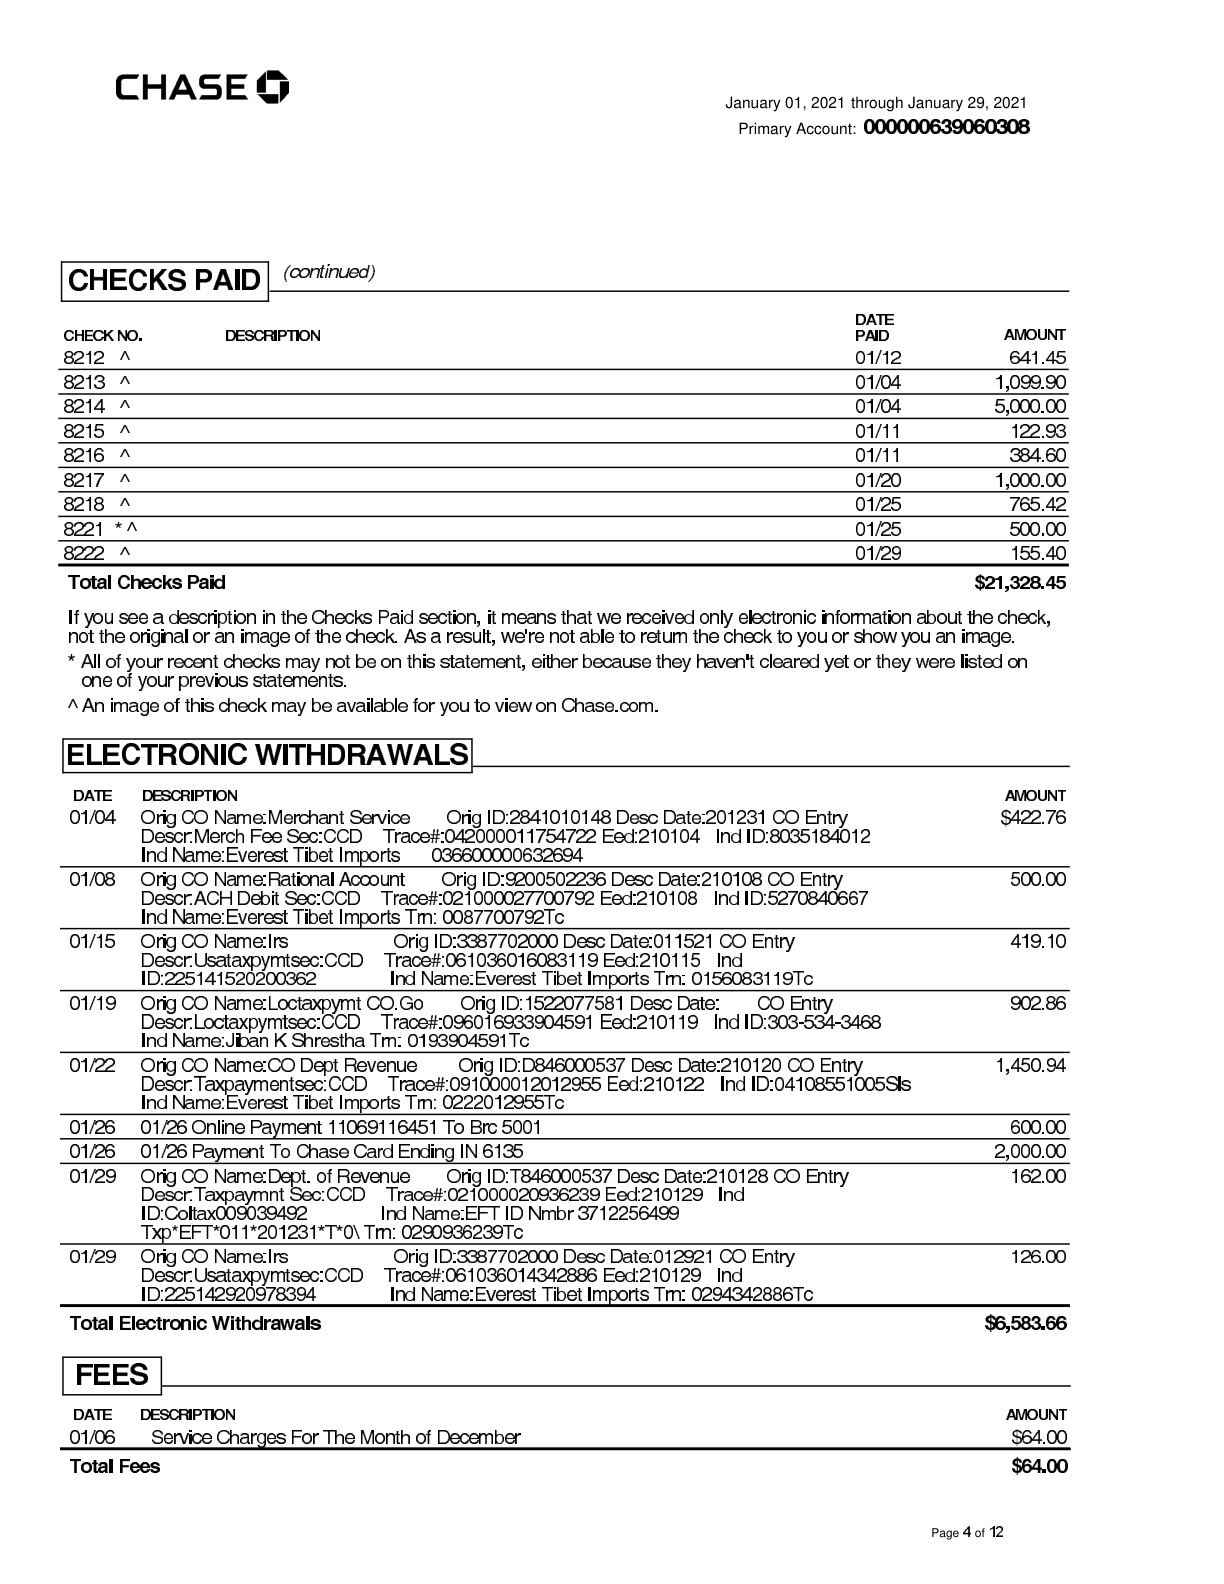 CHASE
January 01, 2021 through January 29, 2021
Primary Account: 000000639060308
CHECKS PAID (continued)
CHECK NO. DESCRIPTION DATE PAID AMOUNT
8212 ^ 01/12 641.45
8213 ^ 01/04 1,099.90
8214 ^ 01/04 5,000.00
8215 ^ 01/11 122.93
8216 ^ 01/11 384.60
8217 ^ 01/20 1,000.00
8218 ^ 01/25 765.42
8221 * ^ 01/25 500.00
8222 ^ 01/29 155.40
Total Checks Paid $21,328.45
If you see a description in the Checks Paid section, it means that we received only electronic information about the check,
not the original or an image of the check. As a result, we're not able to return the check to you or show you an image.
* All of your recent checks may not be on this statement, either because they haven't cleared yet or they were listed on
one of your previous statements.
^ An image of this check may be available for you to view on Chase.com.
ELECTRONIC WITHDRAWALS
DATE DESCRIPTION AMOUNT
01/04 Orig CO Name:Merchant Service Orig ID:2841010148 Desc Date:201231 CO Entry $422.76
Descr:Merch Fee Sec:CCD Trace#:042000011754722 Eed:210104 Ind ID:8035184012
Ind Name:Everest Tibet Imports 036600000632694
01/08 Orig CO Name:Rational Account Orig ID:9200502236 Desc Date:210108 CO Entry 500.00
Descr:ACH Debit Sec:CCD Trace#:021000027700792 Eed:210108 Ind ID:5270840667
Ind Name:Everest Tibet Imports Trn: 0087700792Tc
01/15 Orig CO Name:Irs Orig ID:3387702000 Desc Date:011521 CO Entry 419.10
Descr:Usataxpymtsec:CCD Trace#:061036016083119 Eed:210115 Ind
ID:225141520200362 Ind Name:Everest Tibet Imports Trn: 0156083119Tc
01/19 Orig CO Name:Loctaxpymt CO.Go Orig ID:1522077581 Desc Date: CO Entry 902.86
Descr:Loctaxpymtsec:CCD Trace#:096016933904591 Eed:210119 Ind ID:303-534-3468
Ind Name:Jiban K Shrestha Trn: 0193904591Tc
01/22 Orig CO Name:CO Dept Revenue Orig ID:D846000537 Desc Date:210120 CO Entry 1,450.94
Descr:Taxpaymentsec:CCD Trace#:091000012012955 Eed:210122 Ind ID:04108551005Sls
Ind Name:Everest Tibet Imports Trn: 0222012955Tc
01/26 01/26 Online Payment 11069116451 To Brc 5001 600.00
01/26 01/26 Payment To Chase Card Ending IN 6135 2,000.00
01/29 Orig CO Name:Dept. of Revenue Orig ID:T846000537 Desc Date:210128 CO Entry 162.00
Descr:Taxpaymnt Sec:CCD Trace#:021000020936239 Eed:210129 Ind
ID:Coltax009039492 Ind Name:EFT ID Nmbr 3712256499
Txp*EFT*011*201231*T*0\ Trn: 0290936239Tc
01/29 Orig CO Name:Irs Orig ID:3387702000 Desc Date:012921 CO Entry 126.00
Descr:Usataxpymtsec:CCD Trace#:061036014342886 Eed:210129 Ind
ID:225142920978394 Ind Name:Everest Tibet Imports Trn: 0294342886Tc
Total Electronic Withdrawals $6,583.66
FEES
DATE DESCRIPTION AMOUNT
01/06 Service Charges For The Month of December $64.00
Total Fees $64.00
Page 4 of 12